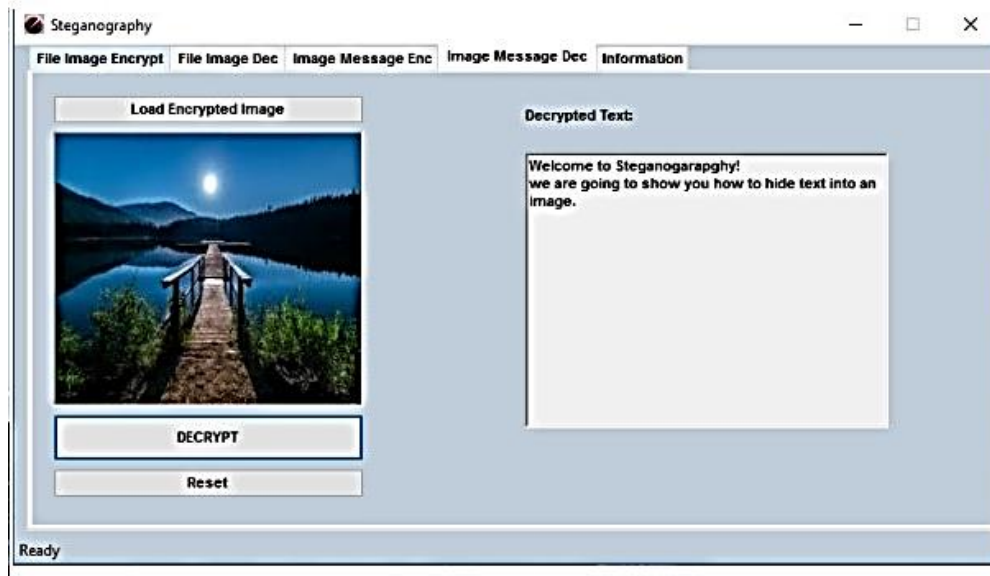 Steganography
File Image Encrypt File Image Dec Image Message Enc Image Message Dec Information
Load Encrypted Image
Decrypted Text:
Welcome to Steganogarapghy!
we are going to show you how to hide text into an
image.
DECRYPT
Reset
Ready